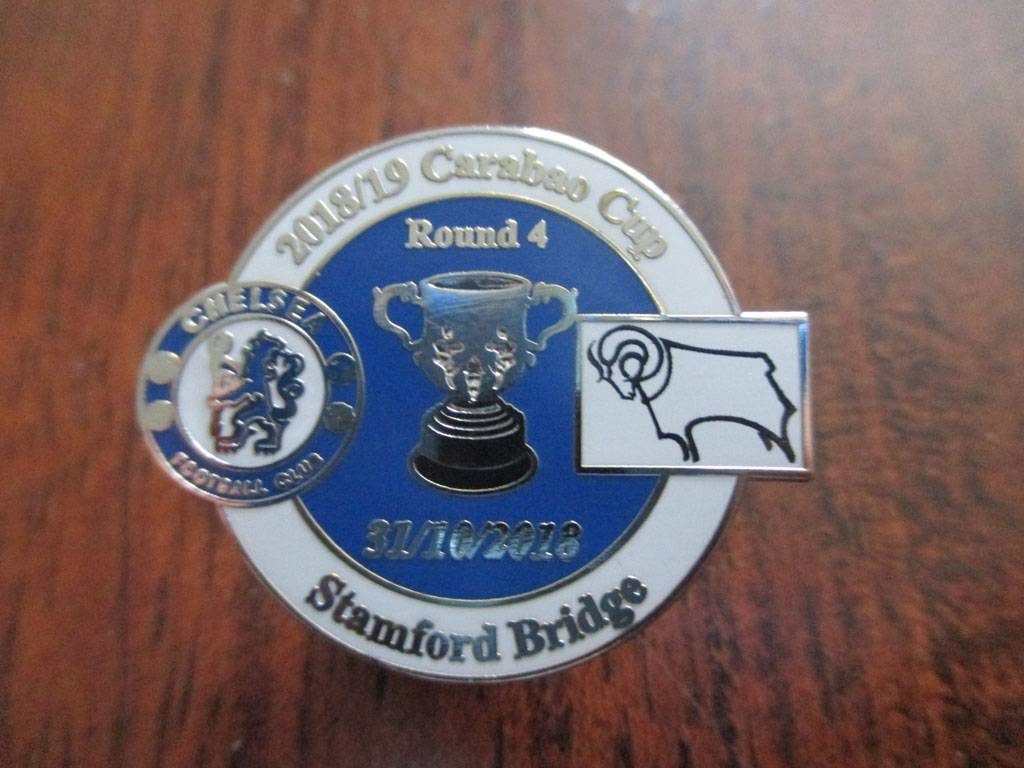 2018/19 Carabao Cup
Round 4
CHELSEA
FOOTBALL CLUB
31/10/2018
Stamford Bridge